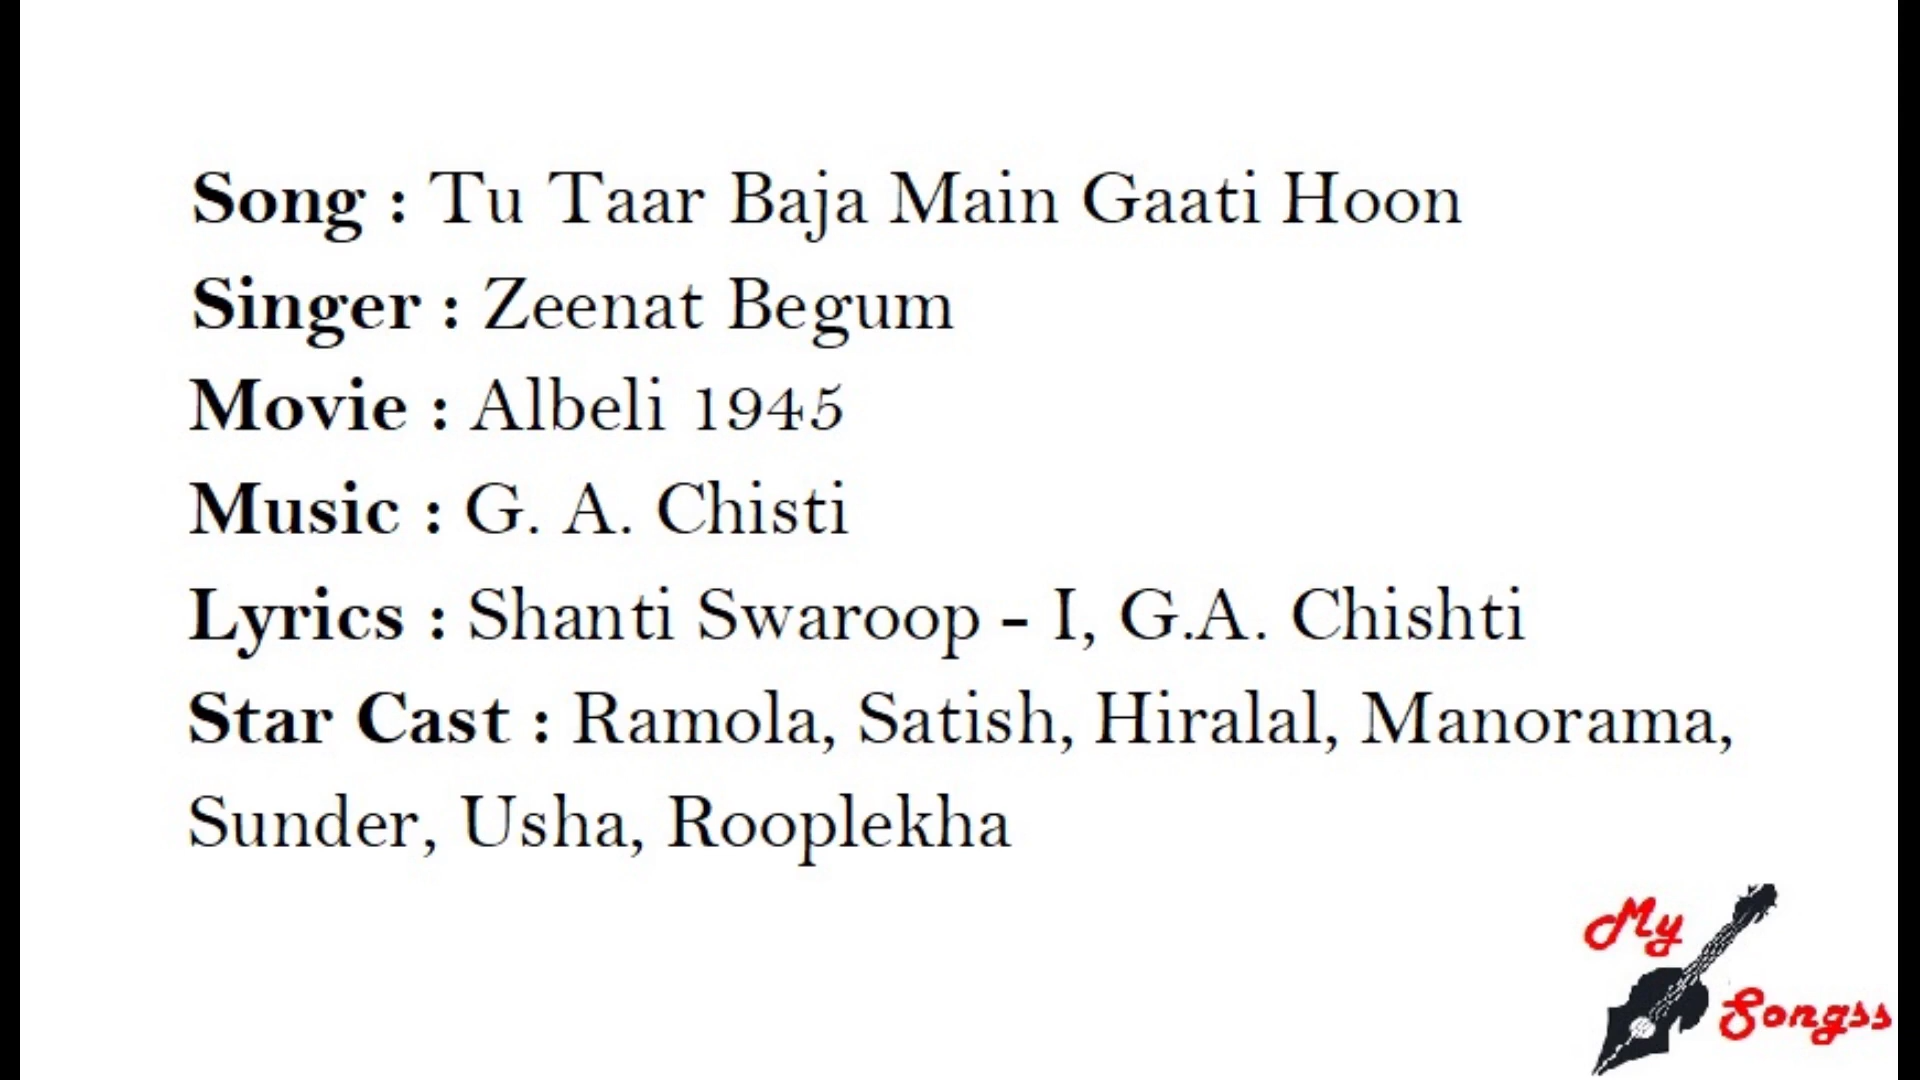 Song : Tu Taar Baja Main Gaati Hoon
Singer : Zeenat Begum
Movie : Albeli 1945
Music : G. A. Chisti
Lyrics : Shanti Swaroop - I, G.A. Chishti
Star Cast : Ramola, Satish, Hiralal, Manorama,
Sunder, Usha, Rooplekha
My
Songss